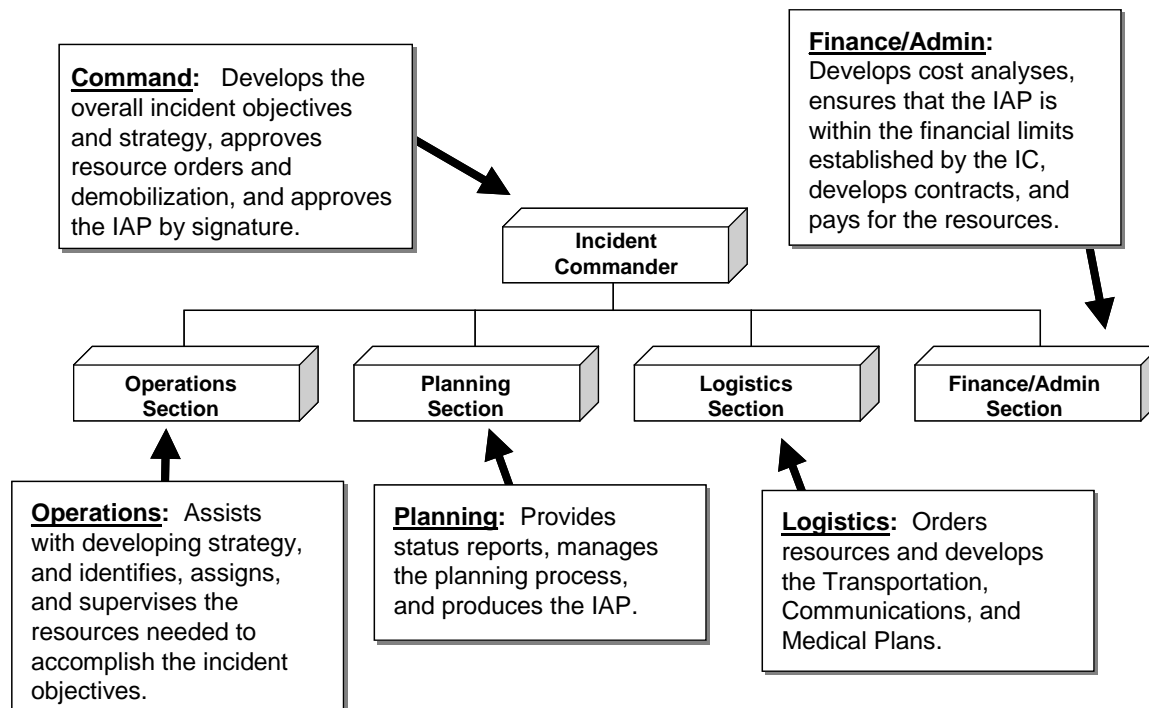 Command: Develops the
overall incident objectives
and strategy, approves
resource orders and
demobilization, and approves
the IAP by signature.
Finance/Admin:
Develops cost analyses,
ensures that the IAP is
within the financial limits
established by the IC,
develops contracts, and
pays for the resources.
Incident
Commander
Operations
Section
Planning
Section
Logistics
Section
Finance/Admin
Section
Operations: Assists
with developing strategy,
and identifies, assigns,
and supervises the
resources needed to
accomplish the incident
objectives.
Planning: Provides
status reports, manages
the planning process,
and produces the IAP.
Logistics: Orders
resources and develops
the Transportation,
Communications, and
Medical Plans.